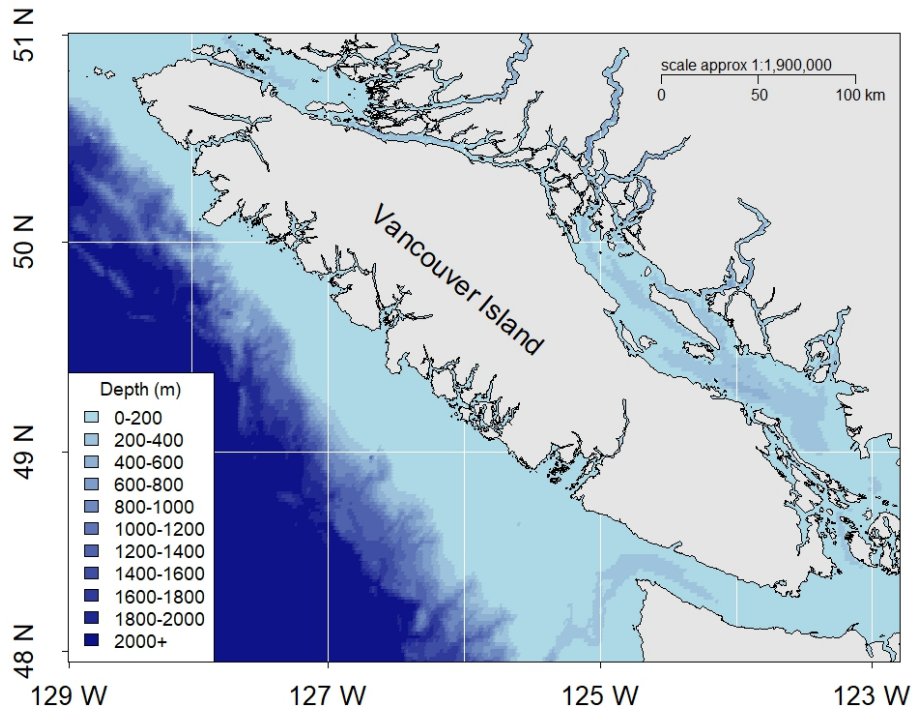 51 N
50 N
49 N
48 N
scale approx 1:1,900,000
0 50 100 km
Vancouver Island
Depth (m)
0-200
200-400
400-600
600-800
800-1000
1000-1200
1200-1400
1400-1600
1600-1800
1800-2000
2000+
129 W 127 W 125 W 123 W